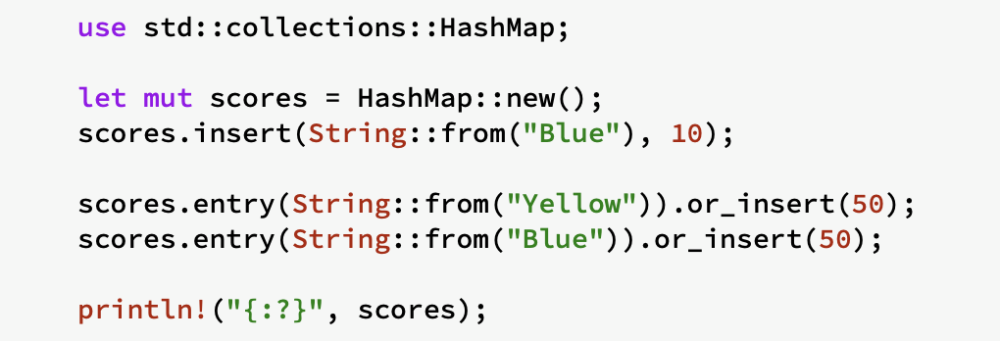 use std::collections::HashMap;
let mut scores = HashMap::new();
scores.insert(String::from("Blue"), 10);
scores.entry(String::from("Yellow")).or_insert(50);
scores.entry(String::from("Blue")).or_insert(50);
println!("{:?}", scores);